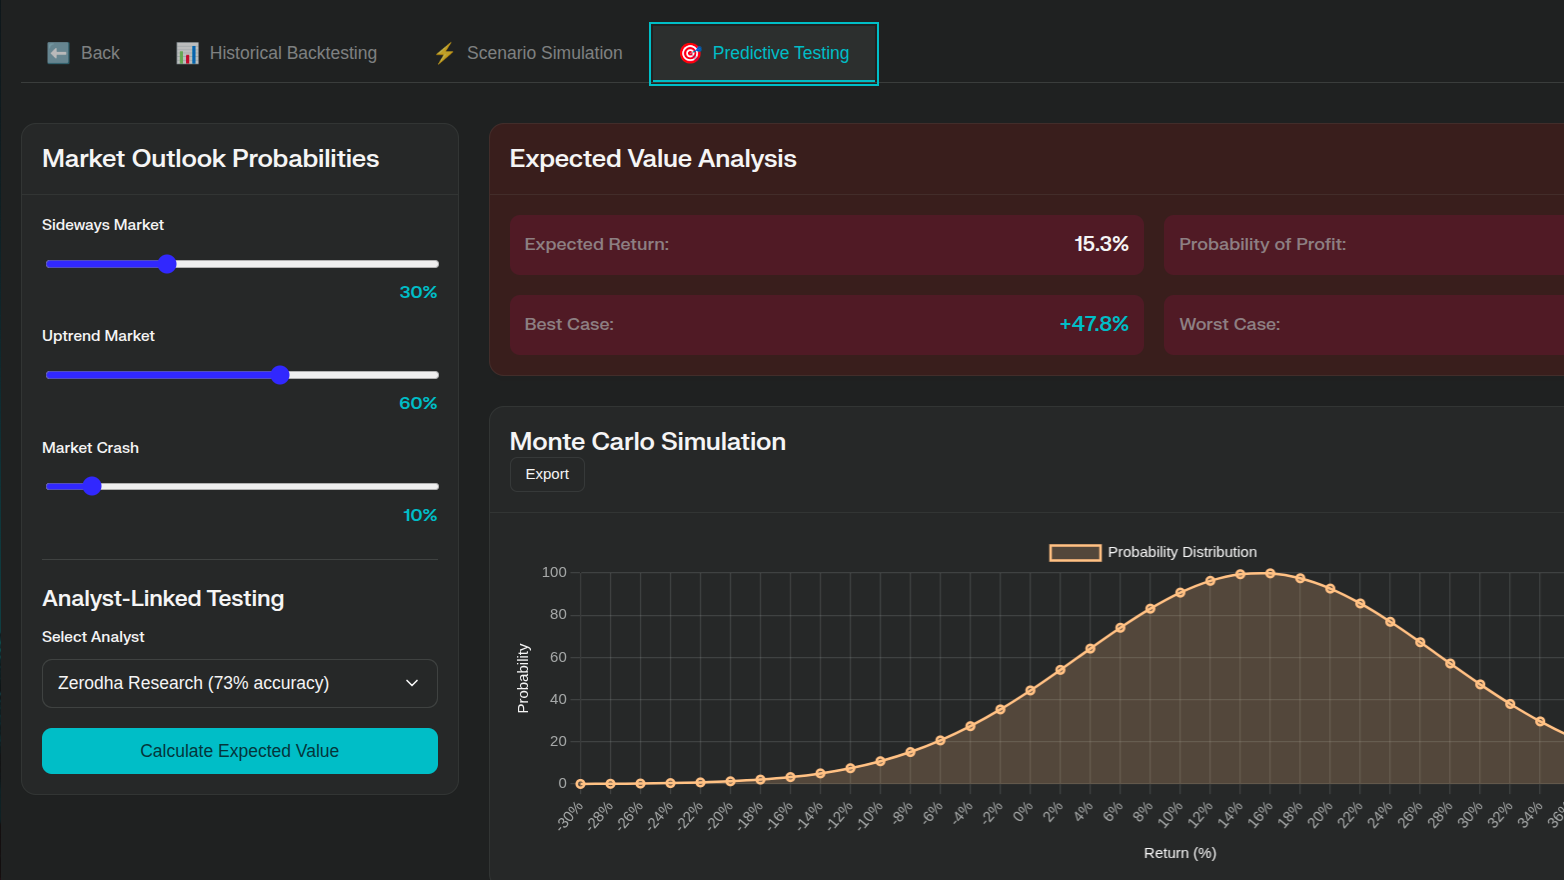 Back
Historical Backtesting
Scenario Simulation
Predictive Testing
Market Outlook Probabilities
Sideways Market
30%
Uptrend Market
60%
Market Crash
10%
Analyst-Linked Testing
Select Analyst
Zerodha Research (73% accuracy)
Calculate Expected Value
Expected Value Analysis
Expected Return: 15.3%
Probability of Profit:
Best Case: +47.8%
Worst Case:
Monte Carlo Simulation
Export
Probability Distribution
Probability
100
80
60
40
20
0
-30% -28% -26% -24% -22% -20% -18% -16% -14% -12% -10% -8% -6% -4% -2% 0% 2% 4% 6% 8% 10% 12% 14% 16% 18% 20% 22% 24% 26% 28% 30% 32% 34%
Return (%)